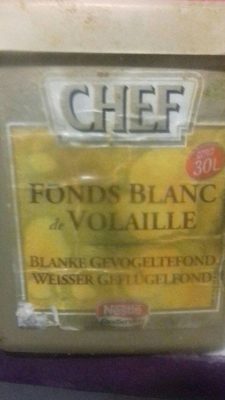 CHEF
30L
FONDS BLANC
de VOLAILLE
BLANKE GEVOGELTEFOND
WEISSER GEFLÜGELFOND
Nestlé